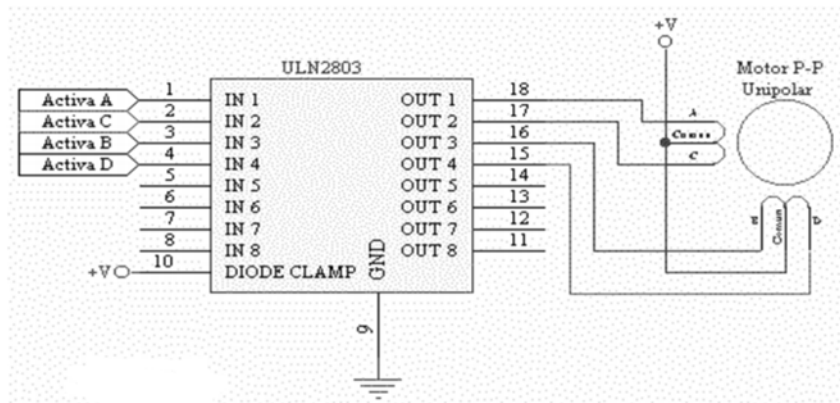 +V
ULN2803
Motor P-P
Unipolar
Activa A
Activa C
Activa B
Activa D
1
2
3
4
5
6
7
8
10
IN 1
IN 2
IN 3
IN 4
IN 5
IN 6
IN 7
IN 8
DIODE CLAMP
GND
OUT 1
OUT 2
OUT 3
OUT 4
OUT 5
OUT 6
OUT 7
OUT 8
18
17
16
15
14
13
12
11
A
Comun
C
B
Comun
D
+V
9